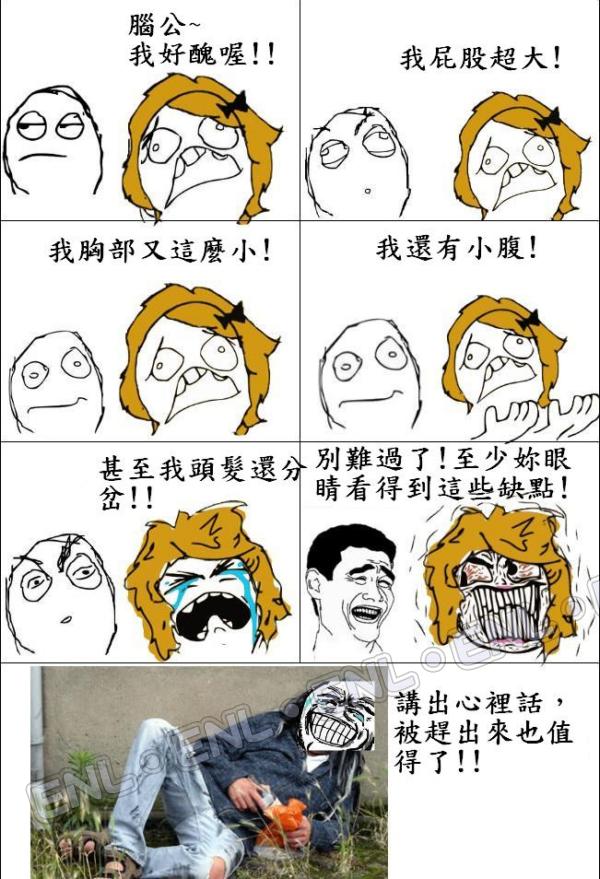 腦公~
我好醜喔!!
我屁股超大!
我胸部又這麼小!
我還有小腹!
甚至我頭髮還分
岔!!
別難過了!至少妳眼
睛看得到這些缺點!
ENL。ENL。ENL。ENL。
講出心裡話，
被趕出來也值
得了!!